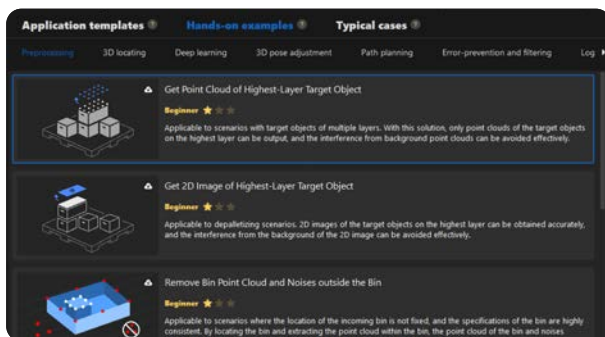 Application templates ? Hands-on examples ? Typical cases ?
Preprocessing 3D locating Deep learning 3D pose adjustment Path planning Error-prevention and filtering Log
Get Point Cloud of Highest-Layer Target Object
Beginner
Applicable to scenarios with target objects of multiple layers. With this solution, only point clouds of the target objects
on the highest layer can be output, and the interference from background point clouds can be avoided effectively.
Get 2D Image of Highest-Layer Target Object
Beginner
Applicable to depalletizing scenarios. 2D images of the target objects on the highest layer can be obtained accurately,
and the interference from the background of the 2D image can be avoided effectively.
Remove Bin Point Cloud and Noises outside the Bin
Beginner
Applicable to scenarios where the location of the incoming bin is not fixed, and the specifications of the bin are highly
consistent. By locating the bin and extracting the point cloud within the bin, the point cloud of the bin and noises